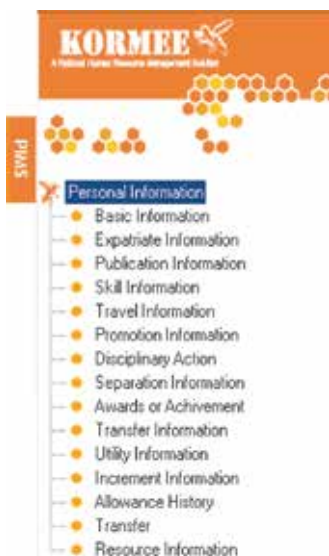 KORMEE
A Rational Human Resource Management Solution
PIMS
Personal Information
Basic Information
Expatriate Information
Publication Information
Skill Information
Travel Information
Promotion Information
Disciplinary Action
Separation Information
Awards or Achivement
Transfer Information
Utility Information
Increment Information
Allowance History
Transfer
Resource Information